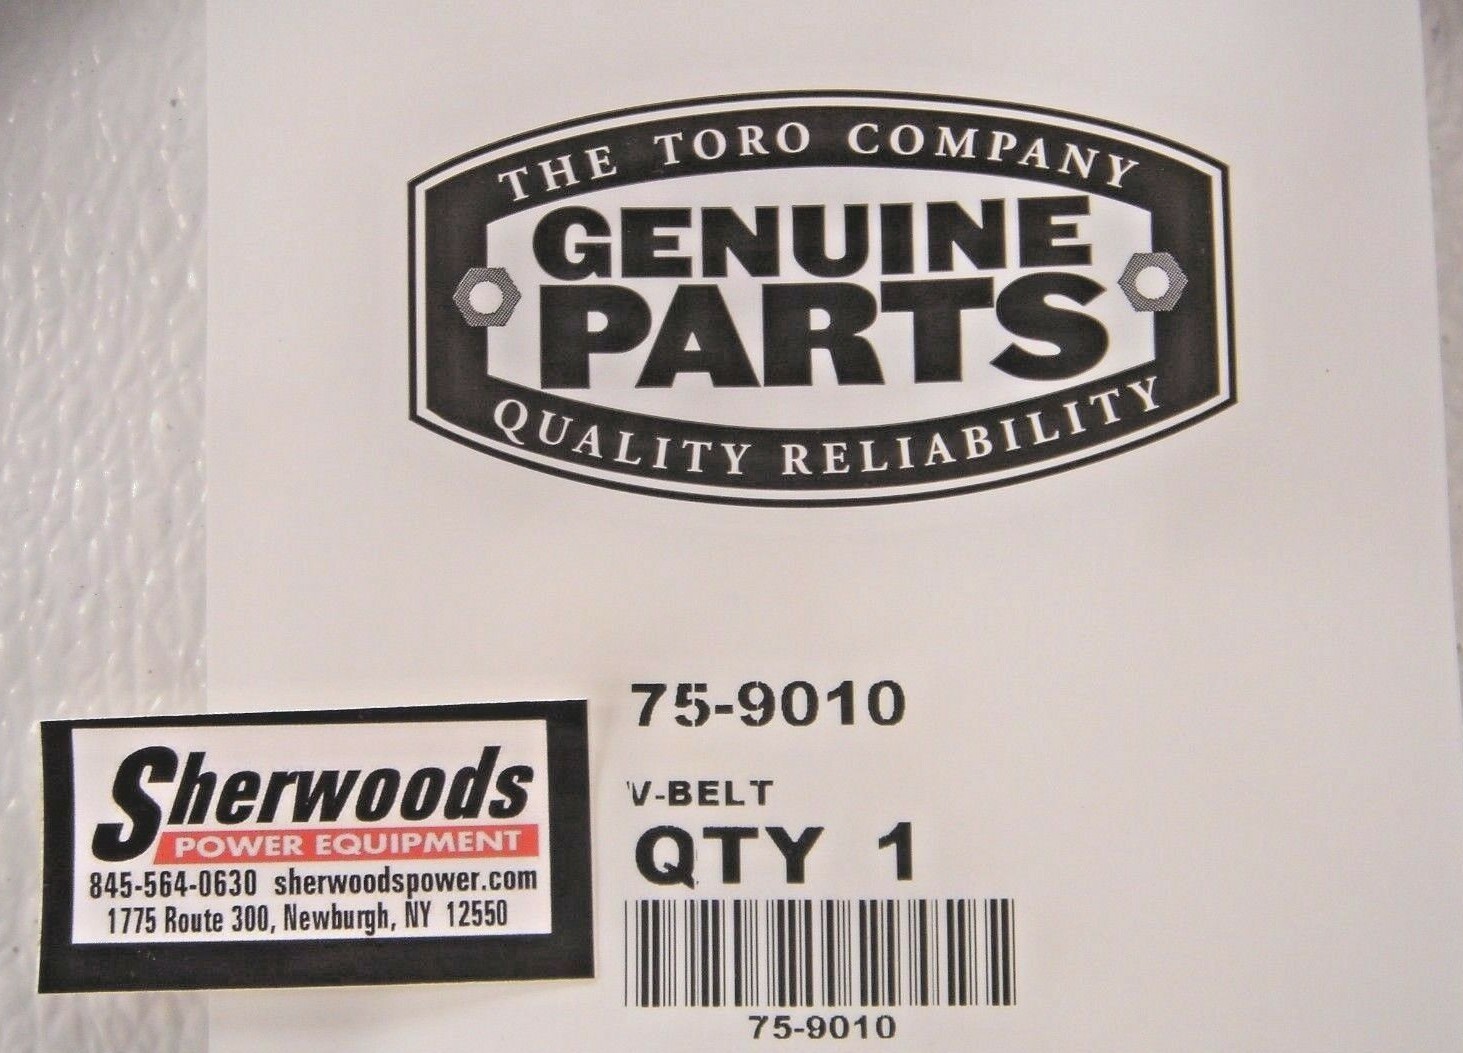 THE TORO COMPANY
GENUINE
PARTS
QUALITY RELIABILITY
75-9010
V-BELT
QTY 1
75-9010
Sherwoods
POWER EQUIPMENT
845-564-0630 sherwoodspower.com
1775 Route 300, Newburgh, NY 12550